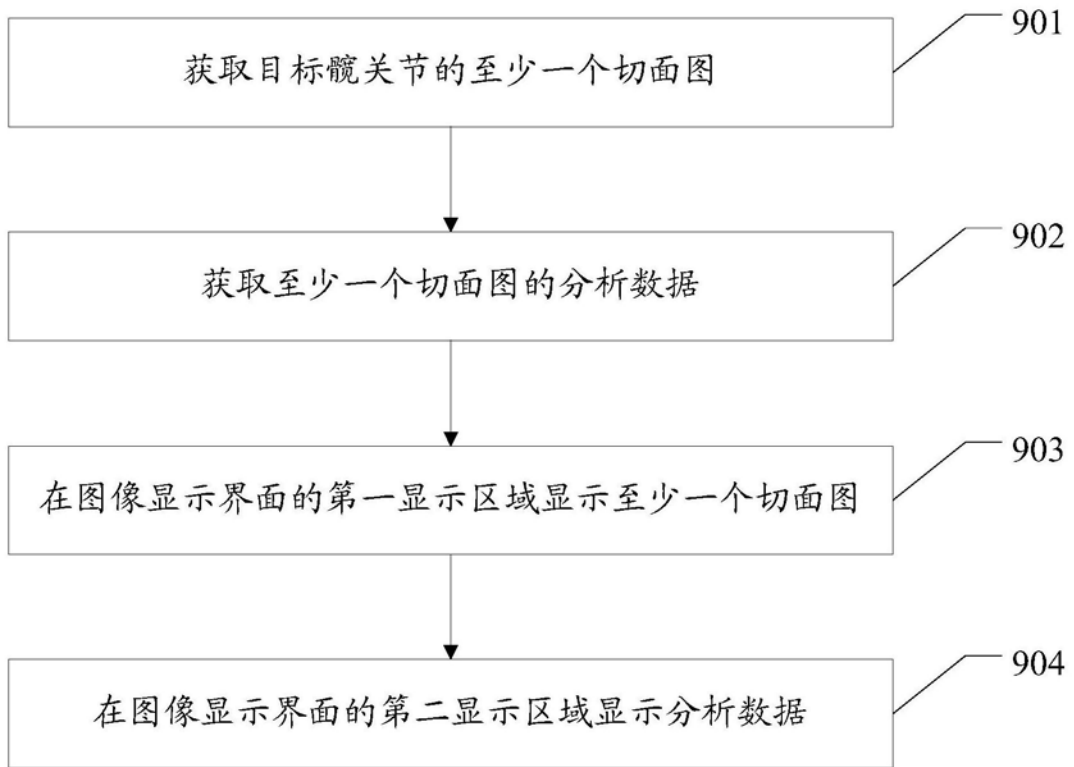 901
获取目标髋关节的至少一个切面图
902
获取至少一个切面图的分析数据
903
在图像显示界面的第一显示区域显示至少一个切面图
904
在图像显示界面的第二显示区域显示分析数据